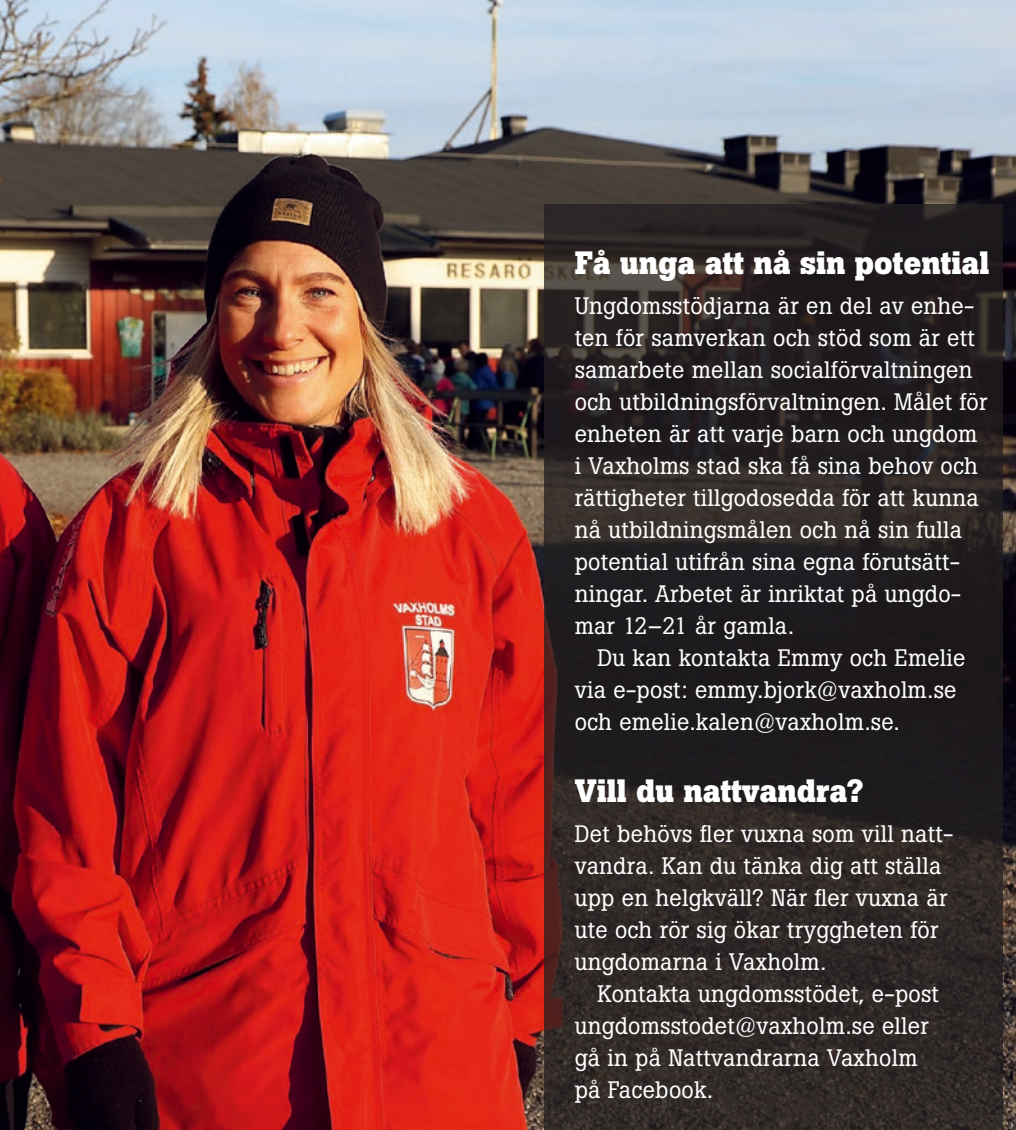 RESARÖ SKO
VAXHOLMS
STAD
Få unga att nå sin potential
Ungdomsstödjarna är en del av enhe-
ten för samverkan och stöd som är ett
samarbete mellan socialförvaltningen
och utbildningsförvaltningen. Målet för
enheten är att varje barn och ungdom
i Vaxholms stad ska få sina behov och
rättigheter tillgodosedda för att kunna
nå utbildningsmålen och nå sin fulla
potential utifrån sina egna förutsätt-
ningar. Arbetet är inriktat på ungdo-
mar 12–21 år gamla.
Du kan kontakta Emmy och Emelie
via e-post: emmy.bjork@vaxholm.se
och emelie.kalen@vaxholm.se.
Vill du nattvandra?
Det behövs fler vuxna som vill natt-
vandra. Kan du tänka dig att ställa
upp en helgkväll? När fler vuxna är
ute och rör sig ökar tryggheten för
ungdomarna i Vaxholm.
Kontakta ungdomsstödet, e-post
ungdomsstodet@vaxholm.se eller
gå in på Nattvandrarna Vaxholm
på Facebook.